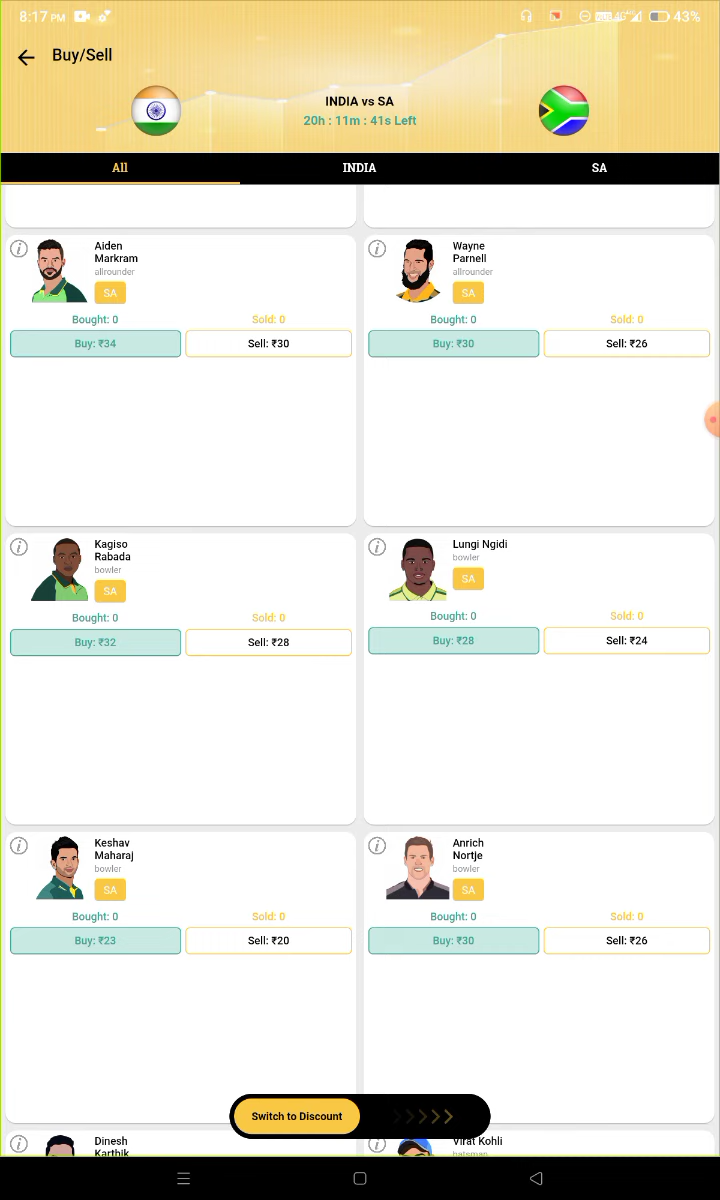 8:17 PM
43%
Buy/Sell
INDIA vs SA
20h : 11m : 41s Left
All
INDIA
SA
Aiden
Markram
allrounder
SA
Bought: 0
Sold: 0
Buy: ₹34
Sell: ₹30
Wayne
Parnell
allrounder
SA
Bought: 0
Sold: 0
Buy: ₹30
Sell: ₹26
Kagiso
Rabada
bowler
SA
Bought: 0
Sold: 0
Buy: ₹32
Sell: ₹28
Lungi Ngidi
bowler
SA
Bought: 0
Sold: 0
Buy: ₹28
Sell: ₹24
Keshav
Maharaj
bowler
SA
Bought: 0
Sold: 0
Buy: ₹23
Sell: ₹20
Anrich
Nortje
bowler
SA
Bought: 0
Sold: 0
Buy: ₹30
Sell: ₹26
Switch to Discount
Dinesh
Karthik
Virat Kohli
batsman